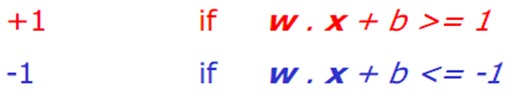 +1 if w . x + b >= 1
-1 if w . x + b <= -1